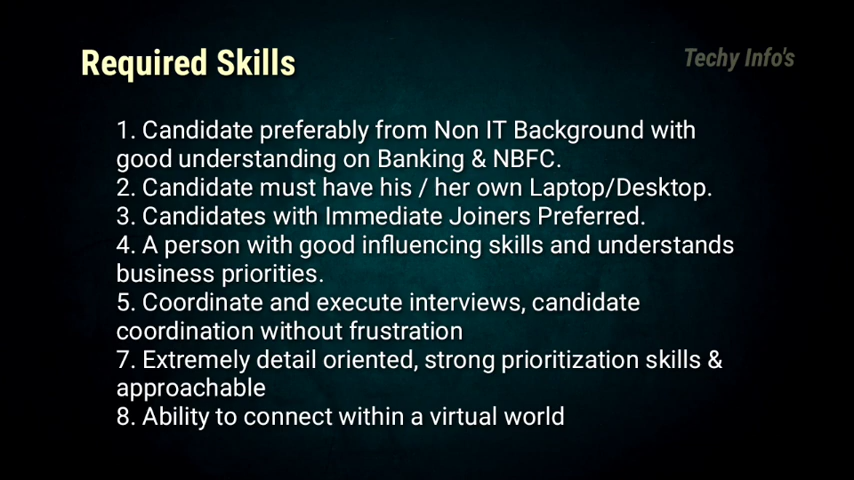 Required Skills
Techy Info's
1. Candidate preferably from Non IT Background with
good understanding on Banking & NBFC.
2. Candidate must have his / her own Laptop/Desktop.
3. Candidates with Immediate Joiners Preferred.
4. A person with good influencing skills and understands
business priorities.
5. Coordinate and execute interviews, candidate
coordination without frustration
7. Extremely detail oriented, strong prioritization skills &
approachable
8. Ability to connect within a virtual world